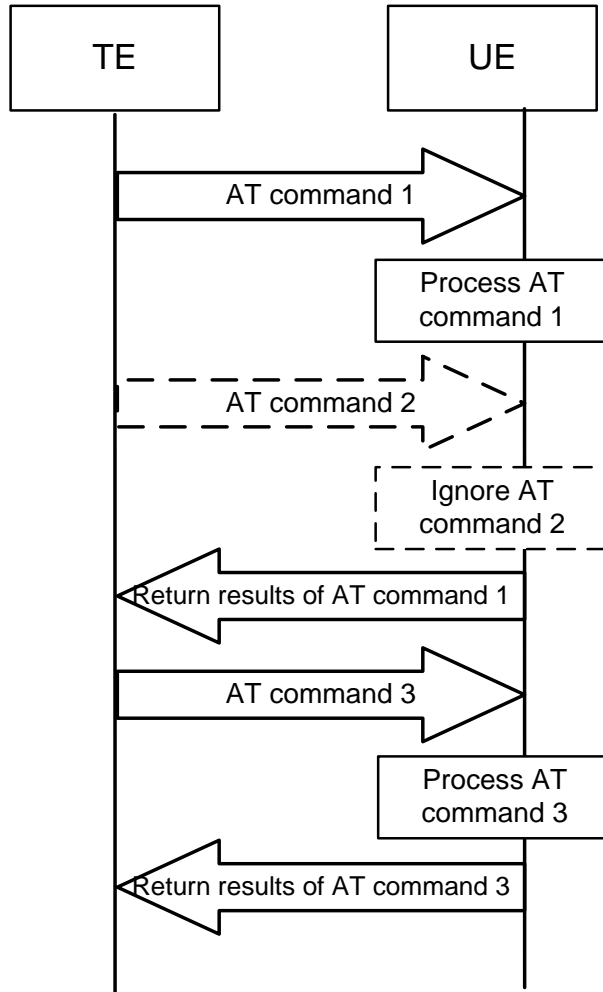 TE
UE
AT command 1
Process AT
command 1
AT command 2
Ignore AT
command 2
Return results of AT command 1
AT command 3
Process AT
command 3
Return results of AT command 3